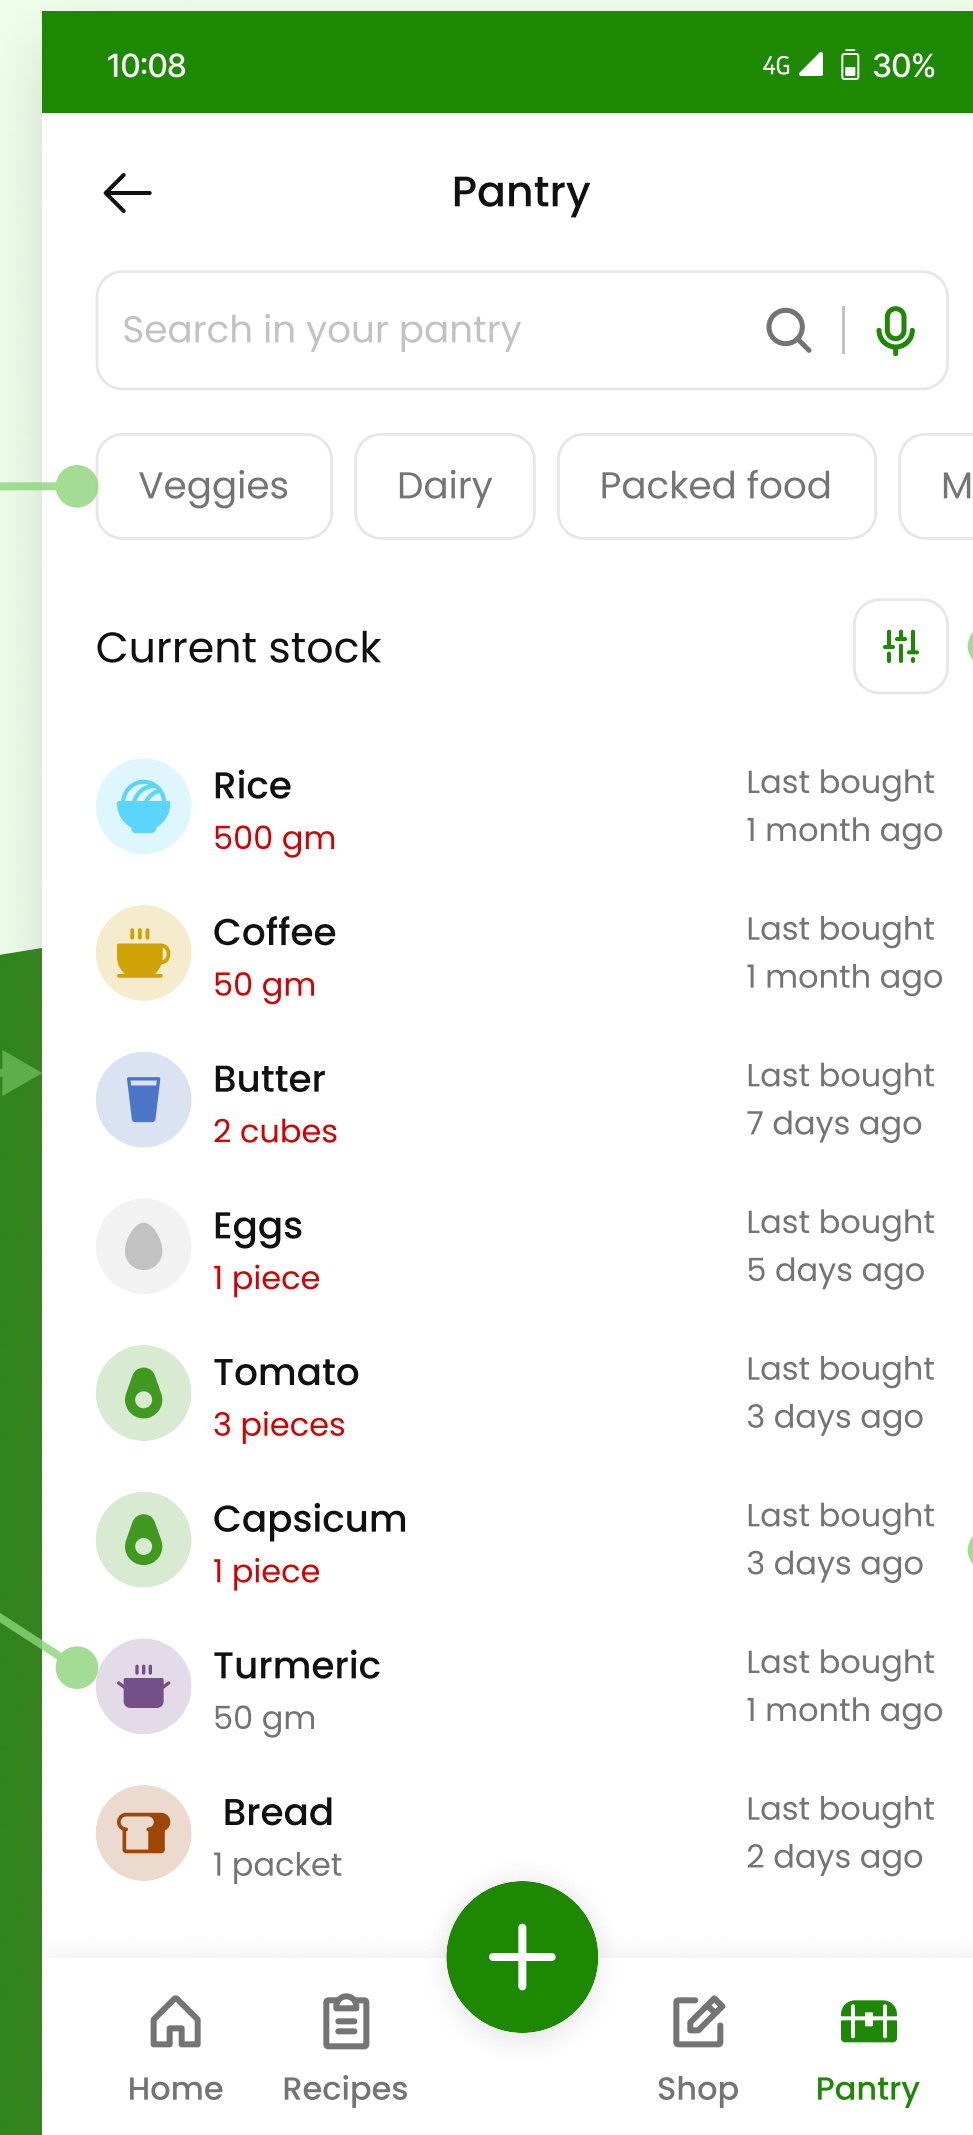 10:08
4G 30%
Pantry
Search in your pantry
Veggies Dairy Packed food M
Current stock
Rice
500 gm
Last bought
1 month ago
Coffee
50 gm
Last bought
1 month ago
Butter
2 cubes
Last bought
7 days ago
Eggs
1 piece
Last bought
5 days ago
Tomato
3 pieces
Last bought
3 days ago
Capsicum
1 piece
Last bought
3 days ago
Turmeric
50 gm
Last bought
1 month ago
Bread
1 packet
Last bought
2 days ago
Home Recipes Shop Pantry